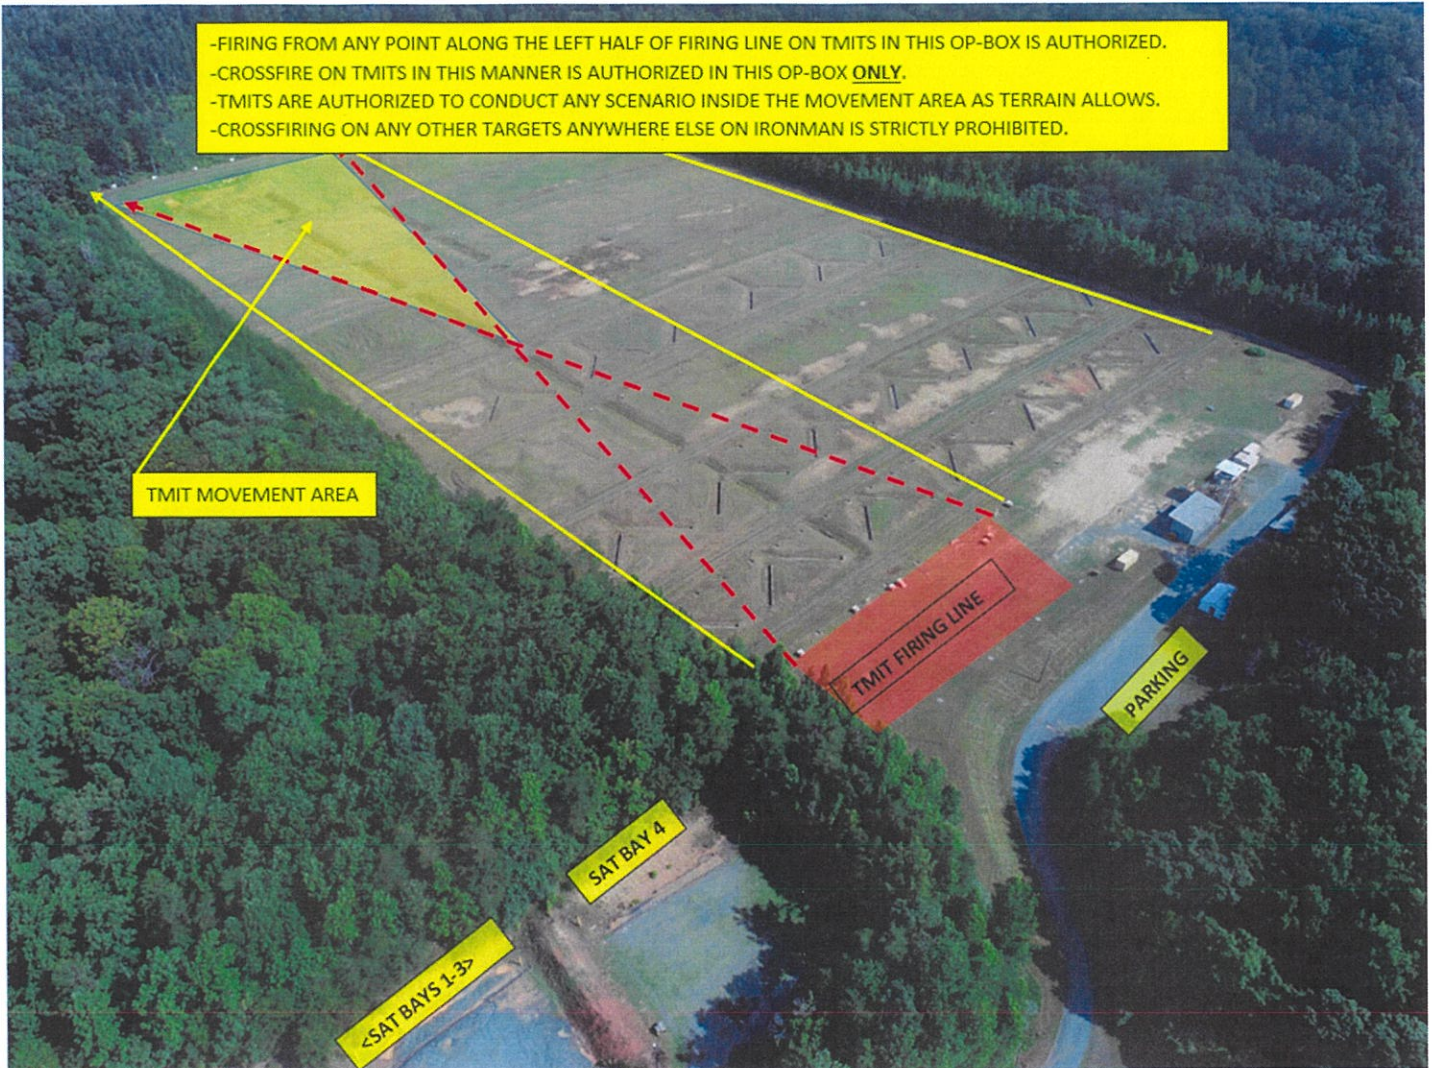 -FIRING FROM ANY POINT ALONG THE LEFT HALF OF FIRING LINE ON TMITS IN THIS OP-BOX IS AUTHORIZED.
-CROSSFIRE ON TMITS IN THIS MANNER IS AUTHORIZED IN THIS OP-BOX ONLY.
-TMITS ARE AUTHORIZED TO CONDUCT ANY SCENARIO INSIDE THE MOVEMENT AREA AS TERRAIN ALLOWS.
-CROSSFIRING ON ANY OTHER TARGETS ANYWHERE ELSE ON IRONMAN IS STRICTLY PROHIBITED.
TMIT MOVEMENT AREA
TMIT FIRING LINE
PARKING
SAT BAY 4
<SAT BAYS 1-3>